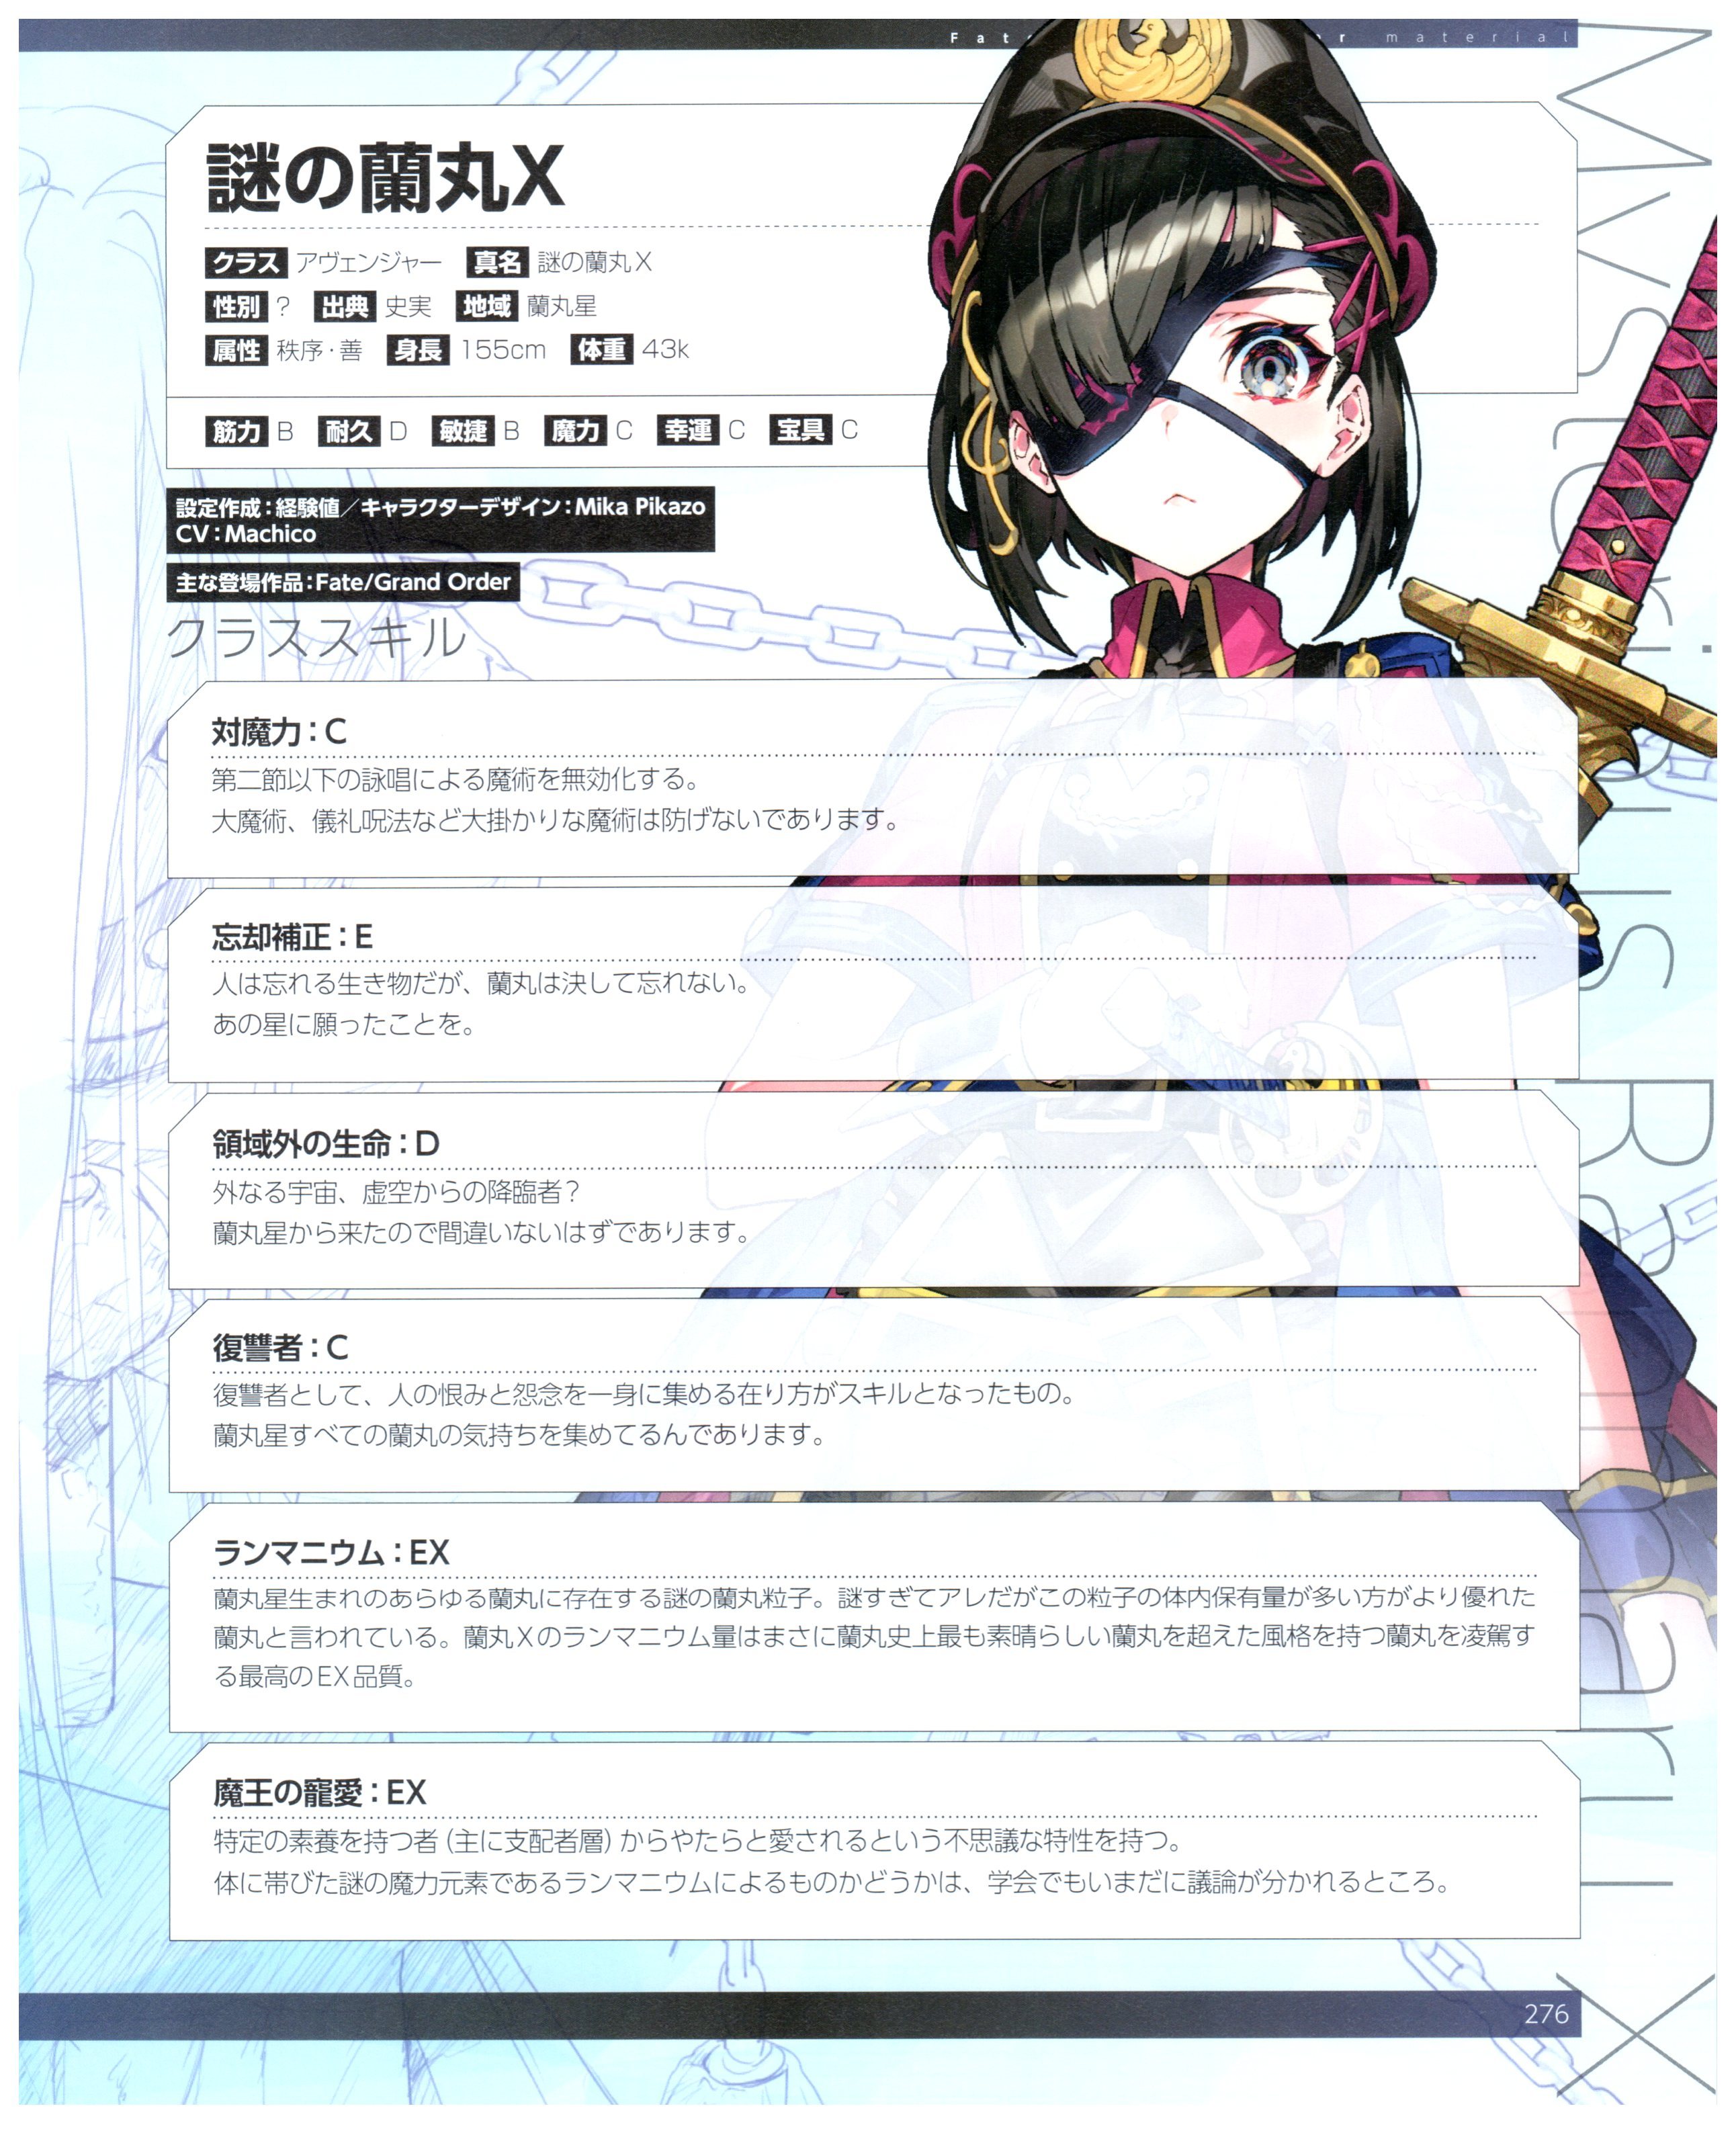 Fat r material
謎の蘭丸X
クラス アヴェンジャー 真名 謎の蘭丸X
性別 ? 出典 史実 地域 蘭丸星
属性 秩序・善 身長 155cm 体重 43k
筋力 B 耐久 D 敏捷 B 魔力 C 幸運 C 宝具 C
設定作成:経験値/キャラクターデザイン:Mika Pikazo
CV:Machico
主な登場作品:Fate/Grand Order
クラススキル
対魔力:C
第二節以下の詠唱による魔術を無効化する。
大魔術、儀礼呪法など大掛かりな魔術は防げないであります。
忘却補正:E
人は忘れる生き物だが、蘭丸は決して忘れない。
あの星に願ったことを。
領域外の生命:D
外なる宇宙、虚空からの降臨者?
蘭丸星から来たので間違いないはずであります。
復讐者:C
復讐者として、人の恨みと怨念を一身に集める在り方がスキルとなったもの。
蘭丸星すべての蘭丸の気持ちを集めてるんであります。
ランマニウム:EX
蘭丸星生まれのあらゆる蘭丸に存在する謎の蘭丸粒子。謎すぎてアレだがこの粒子の体内保有量が多い方がより優れた
蘭丸と言われている。蘭丸Xのランマニウム量はまさに蘭丸史上最も素晴らしい蘭丸を超えた風格を持つ蘭丸を凌駕す
る最高のEX品質。
魔王の寵愛:EX
特定の素養を持つ者（主に支配者層）からやたらと愛されるという不思議な特性を持つ。
体に帯びた謎の魔力元素であるランマニウムによるものかどうかは、学会でもいまだに議論が分かれるところ。
276
Mysterious Ranmaru X